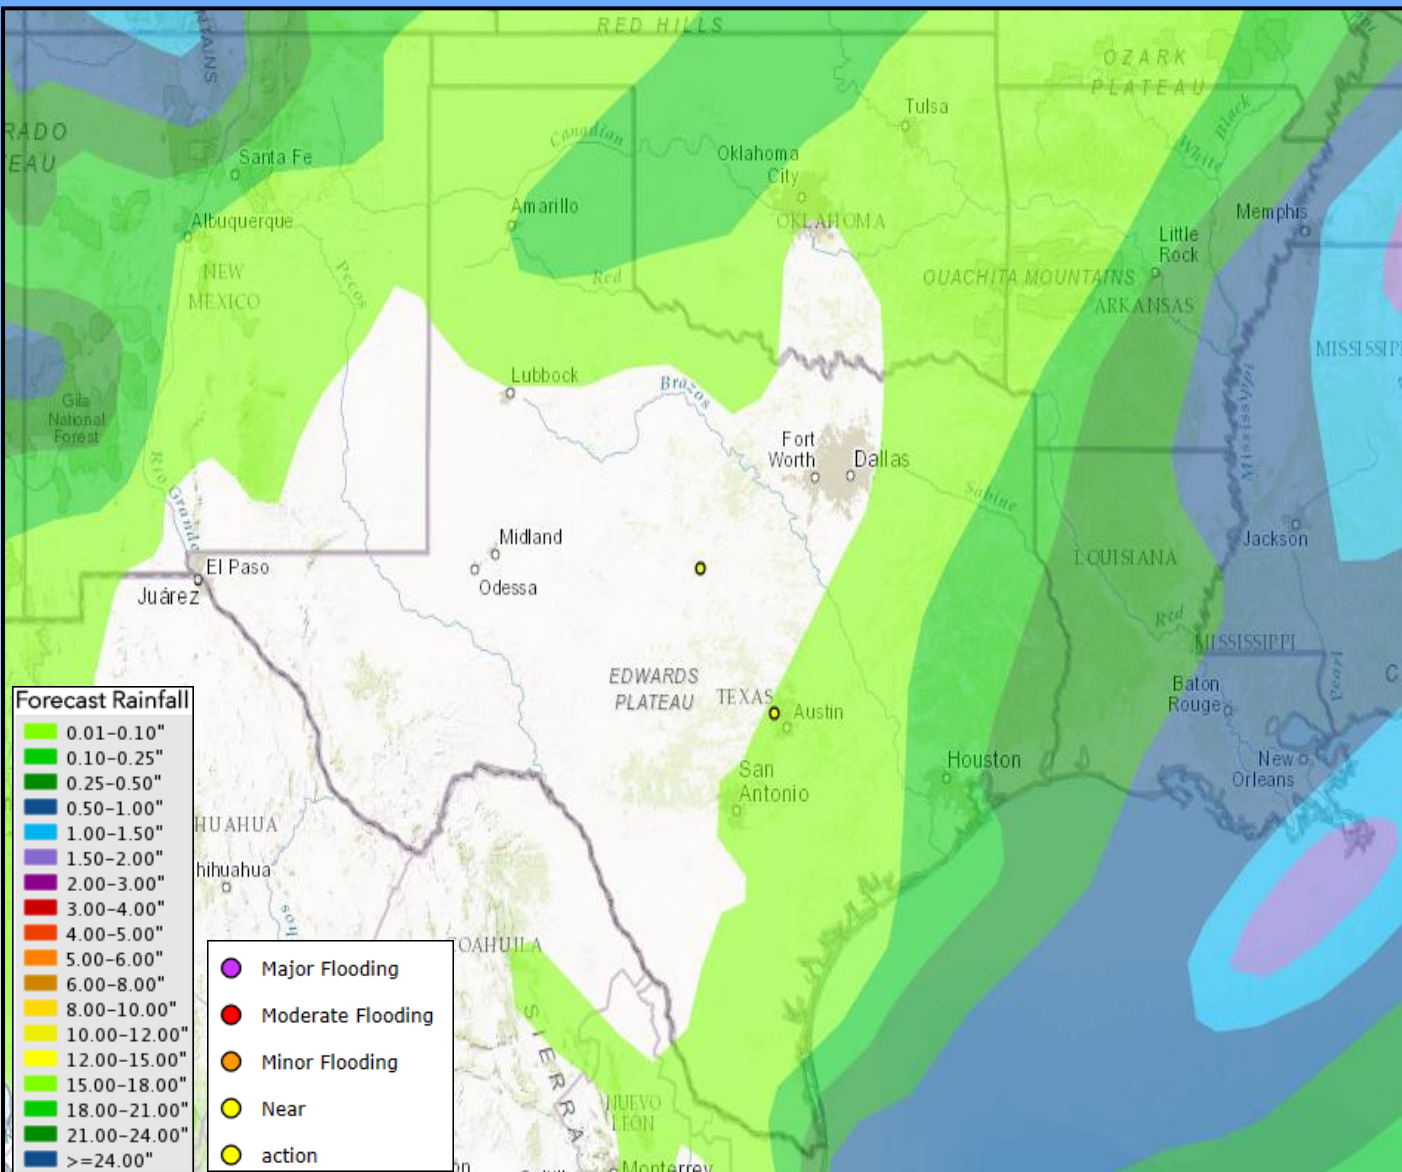 RED HILLS
OZARK
PLATEAU
RADO
EAU
Santa Fe
Canadian
Oklahoma
City
Tulsa
Black
White
Albuquerque
Amarillo
OKLAHOMA
Memphis
Little
Rock
NEW
MEXICO
Pecos
Red
OUACHITA MOUNTAINS
ARKANSAS
MISSISSIPP
Lubbock
Brazos
Mississippi
Gila
National
Forest
Fort
Worth
Dallas
Rio Grande
Sabine
Midland
Odessa
El Paso
Juárez
Jackson
LOUISIANA
Red
MISSISSIPPI
EDWARDS
PLATEAU
TEXAS
Austin
Baton
Rouge
Pearl
C
San
Antonio
Houston
New
Orleans
HUAHUA
hihuahua
hos
COAHUILA
SIERRA
NUEVO
LEÓN
Monterrey
Forecast Rainfall
0.01-0.10"
0.10-0.25"
0.25-0.50"
0.50-1.00"
1.00-1.50"
1.50-2.00"
2.00-3.00"
3.00-4.00"
4.00-5.00"
5.00-6.00"
6.00-8.00"
8.00-10.00"
10.00-12.00"
12.00-15.00"
15.00-18.00"
18.00-21.00"
21.00-24.00"
>=24.00"
Major Flooding
Moderate Flooding
Minor Flooding
Near
action